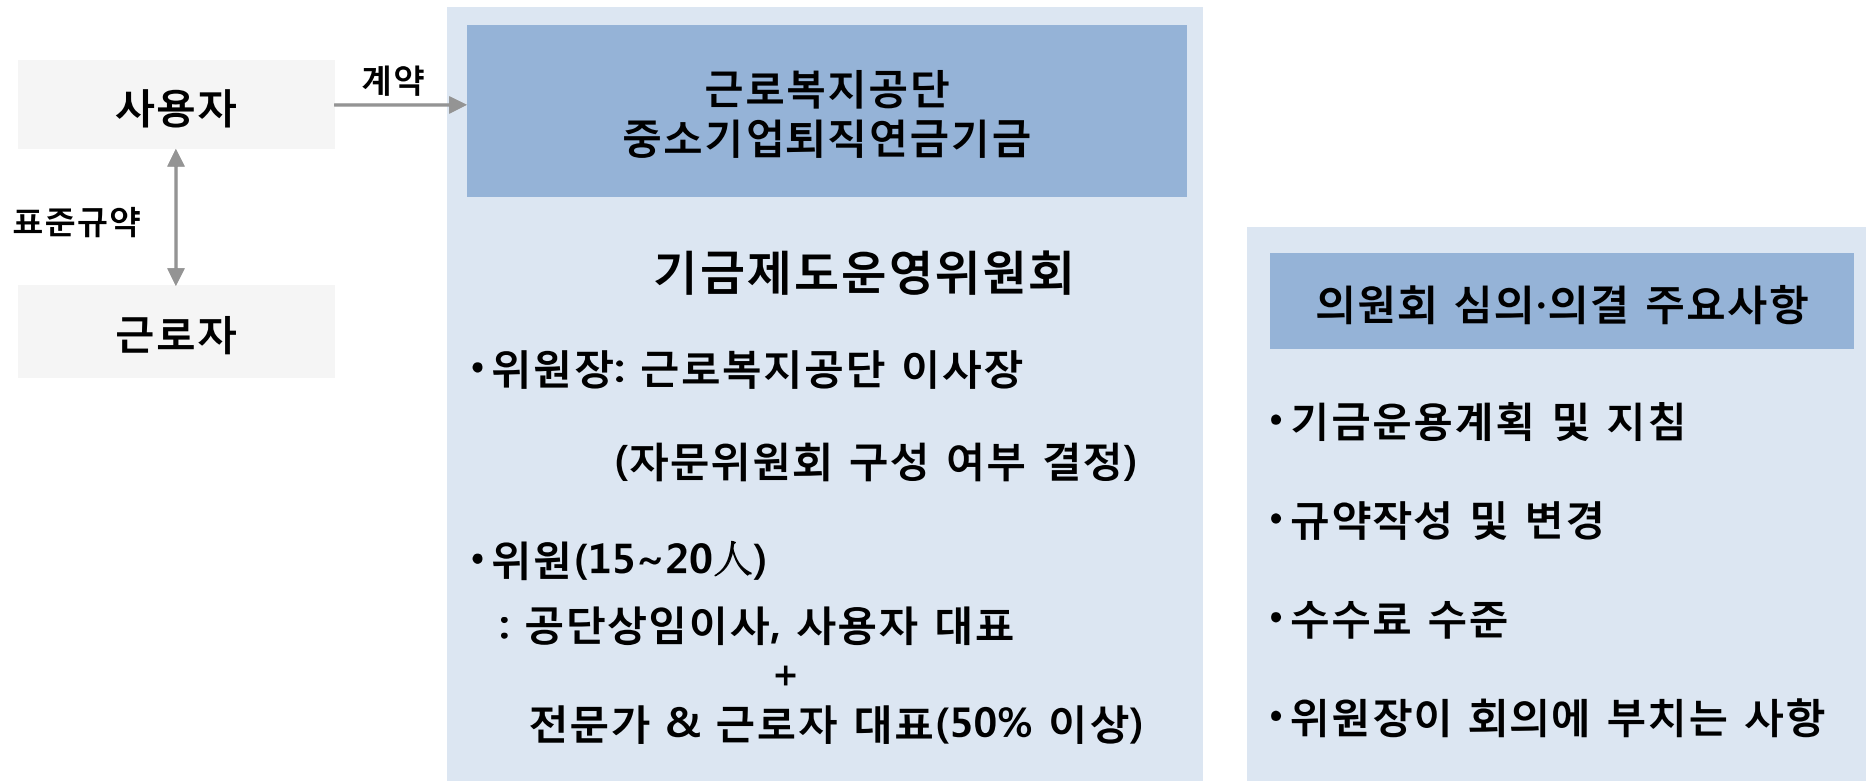 사용자
계약
표준규약
근로자
근로복지공단
중소기업퇴직연금기금
기금제도운영위원회
•위원장: 근로복지공단 이사장
(자문위원회 구성 여부 결정)
•위원(15~20人)
: 공단상임이사, 사용자 대표
+
전문가 & 근로자 대표(50% 이상)
의원회 심의·의결 주요사항
•기금운용계획 및 지침
•규약작성 및 변경
•수수료 수준
•위원장이 회의에 부치는 사항